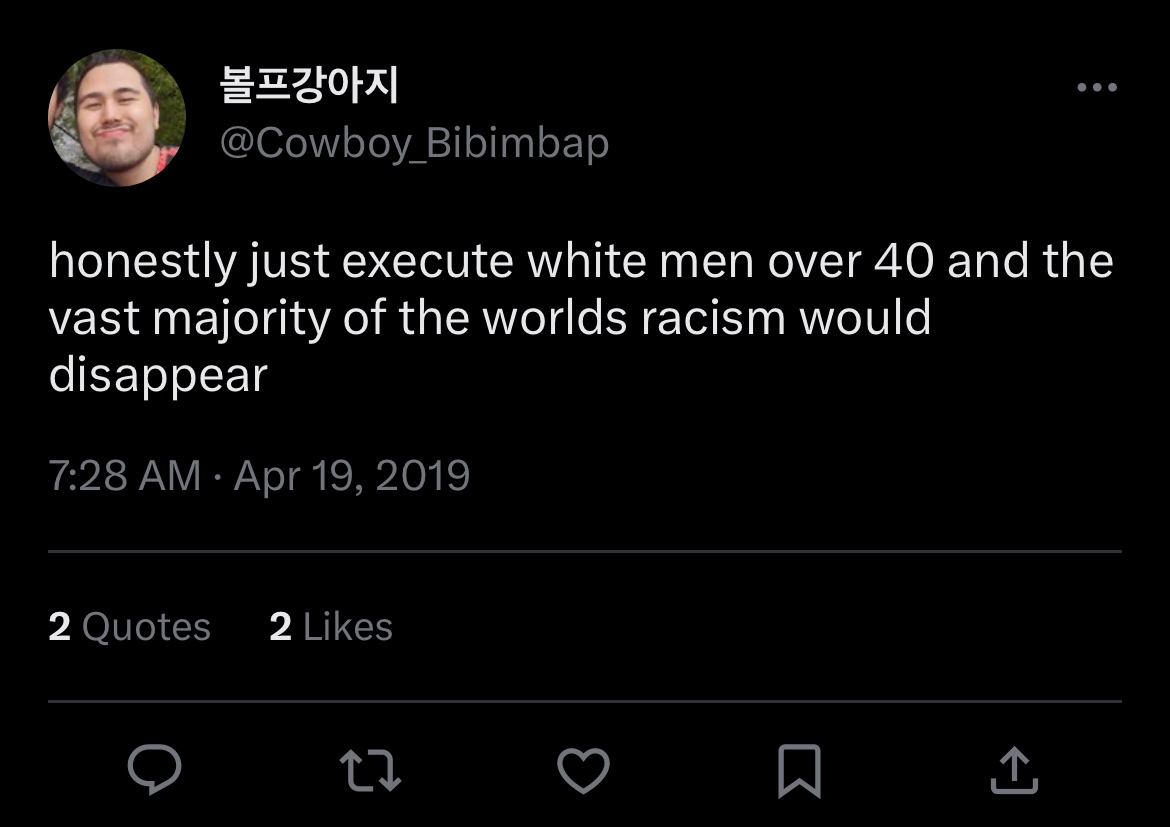 볼프강아지
@Cowboy_Bibimbap
honestly just execute white men over 40 and the
vast majority of the worlds racism would
disappear
7:28 AM · Apr 19, 2019
2 Quotes 2 Likes